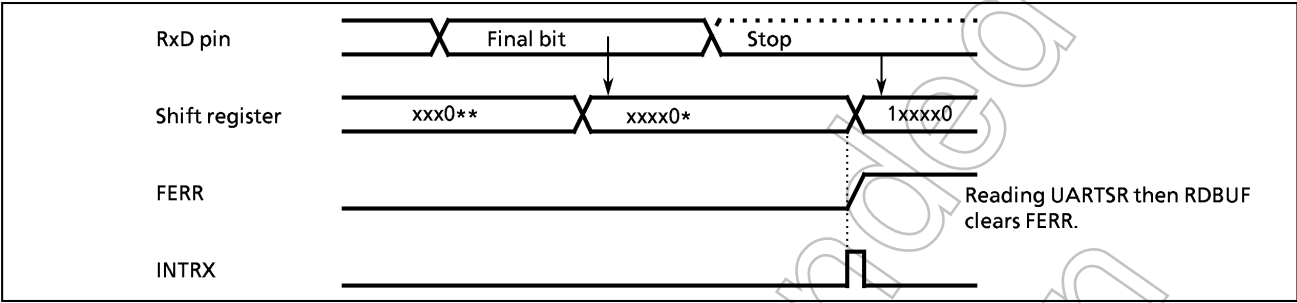 RxD pin
Final bit
Stop
Shift register
xxx0**
xxxx0*
1xxxx0
FERR
Reading UARTSR then RDBUF
clears FERR.
INTRX